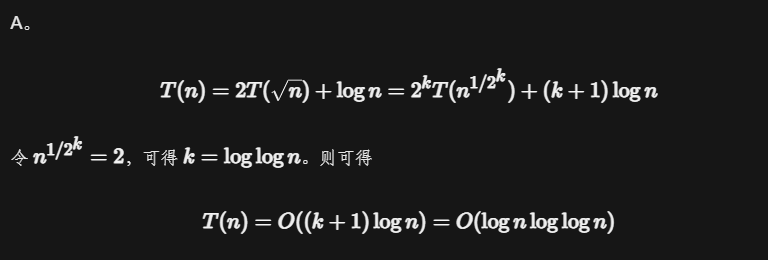 A。
T(n) = 2T(√n) + log n = 2^k T(n^{1/2^k}) + (k + 1) log n
令 n^{1/2^k} = 2，可得 k = log log n。则可得
T(n) = O((k + 1) log n) = O(log n log log n)